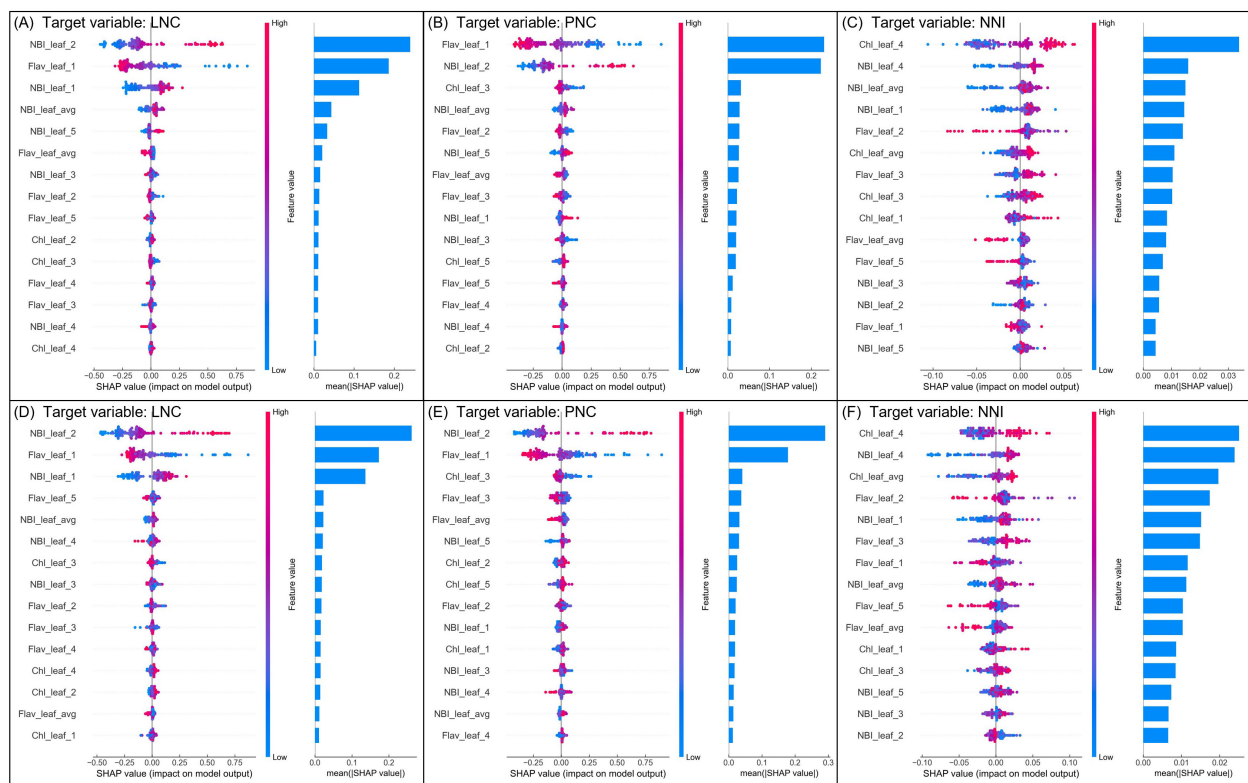 (A) Target variable: LNC
NBI_leaf_2
Flav_leaf_1
NBI_leaf_1
NBI_leaf_avg
NBI_leaf_5
Flav_leaf_avg
NBI_leaf_3
Flav_leaf_2
Flav_leaf_5
Chl_leaf_2
Chl_leaf_3
Flav_leaf_4
Flav_leaf_3
NBI_leaf_4
Chl_leaf_4
-0.50 -0.25 0.00 0.25 0.50 0.75
SHAP value (impact on model output)
High
Feature value
Low
0.0 0.1 0.2
mean(|SHAP value|)
(B) Target variable: PNC
Flav_leaf_1
NBI_leaf_2
Chl_leaf_3
NBI_leaf_avg
Flav_leaf_2
NBI_leaf_5
Flav_leaf_avg
Flav_leaf_3
NBI_leaf_1
NBI_leaf_3
Chl_leaf_5
Flav_leaf_5
Flav_leaf_4
NBI_leaf_4
Chl_leaf_2
-0.25 0.00 0.25 0.50 0.75
SHAP value (impact on model output)
High
Feature value
Low
0.0 0.1 0.2
mean(|SHAP value|)
(C) Target variable: NNI
Chl_leaf_4
NBI_leaf_4
NBI_leaf_avg
NBI_leaf_1
Flav_leaf_2
Chl_leaf_avg
Flav_leaf_3
Chl_leaf_3
Chl_leaf_1
Flav_leaf_avg
Flav_leaf_5
NBI_leaf_3
NBI_leaf_2
Flav_leaf_1
NBI_leaf_5
-0.10 -0.05 0.00 0.05
SHAP value (impact on model output)
High
Feature value
Low
0.00 0.01 0.02 0.03
mean(|SHAP value|)
(D) Target variable: LNC
NBI_leaf_2
Flav_leaf_1
NBI_leaf_1
Flav_leaf_5
NBI_leaf_avg
NBI_leaf_4
Chl_leaf_3
NBI_leaf_3
Flav_leaf_2
Flav_leaf_3
Flav_leaf_4
Chl_leaf_4
Chl_leaf_2
Flav_leaf_avg
Chl_leaf_1
-0.50 -0.25 0.00 0.25 0.50 0.75
SHAP value (impact on model output)
High
Feature value
Low
0.0 0.1 0.2
mean(|SHAP value|)
(E) Target variable: PNC
NBI_leaf_2
Flav_leaf_1
Chl_leaf_3
Flav_leaf_3
Flav_leaf_avg
NBI_leaf_5
Chl_leaf_2
Chl_leaf_5
Flav_leaf_2
NBI_leaf_1
Chl_leaf_1
NBI_leaf_3
NBI_leaf_4
NBI_leaf_avg
Flav_leaf_4
-0.25 0.00 0.25 0.50 0.75
SHAP value (impact on model output)
High
Feature value
Low
0.0 0.1 0.2 0.3
mean(|SHAP value|)
(F) Target variable: NNI
Chl_leaf_4
NBI_leaf_4
Chl_leaf_avg
Flav_leaf_2
NBI_leaf_1
Flav_leaf_3
Flav_leaf_1
NBI_leaf_avg
Flav_leaf_5
Flav_leaf_avg
Chl_leaf_1
Chl_leaf_3
NBI_leaf_5
NBI_leaf_3
NBI_leaf_2
-0.10 -0.05 0.00 0.05 0.10
SHAP value (impact on model output)
High
Feature value
Low
0.00 0.01 0.02
mean(|SHAP value|)